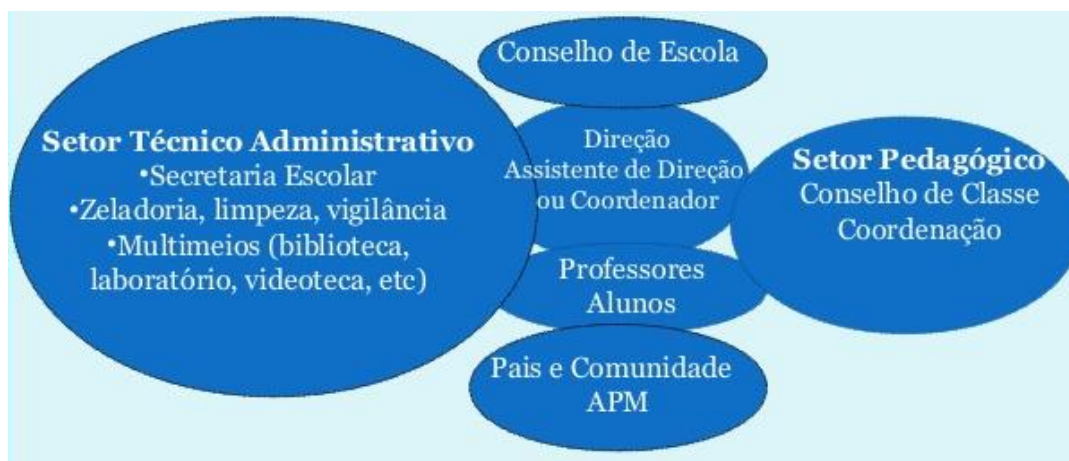 Conselho de Escola
Setor Técnico Administrativo
•Secretaria Escolar
•Zeladoria, limpeza, vigilância
•Multimeios (biblioteca,
laboratório, videoteca, etc)
Direção
Assistente de Direção
ou Coordenador
Setor Pedagógico
Conselho de Classe
Coordenação
Professores
Alunos
Pais e Comunidade
APM